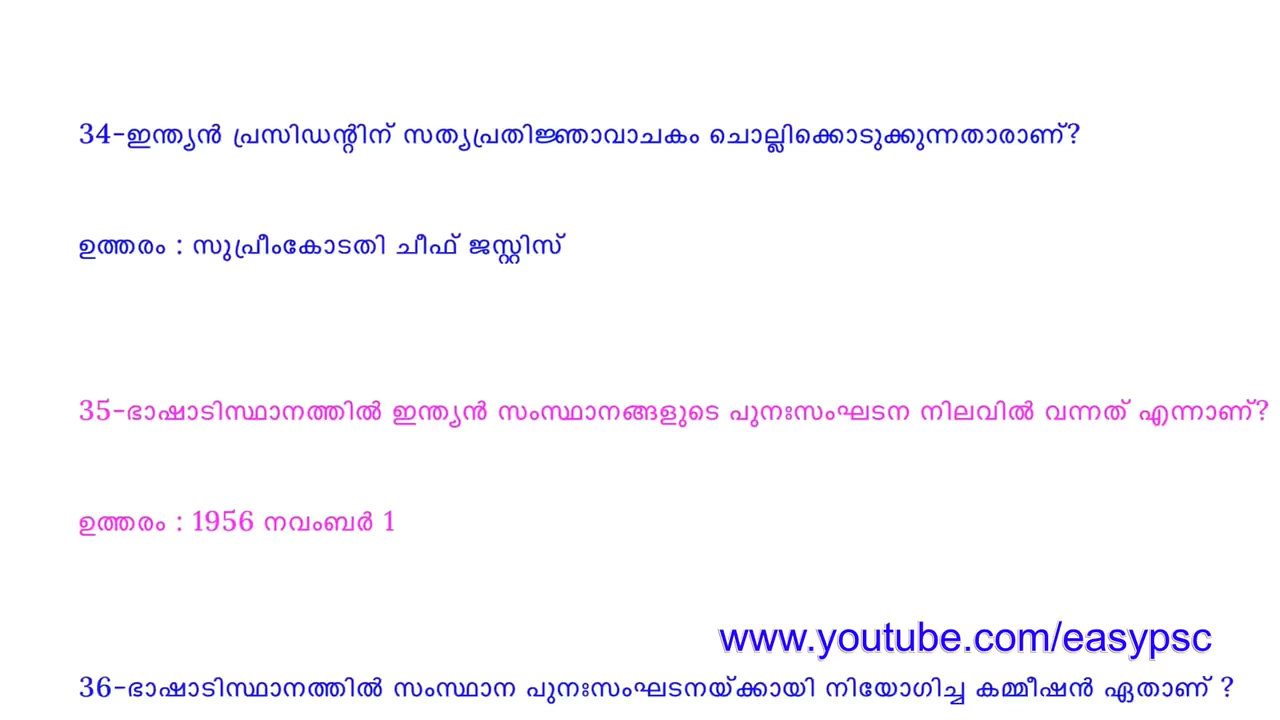 34-ഇന്ത്യൻ പ്രസിഡന്റിന് സത്യപ്രതിജ്ഞാവാചകം ചൊല്ലിക്കൊടുക്കുന്നതാരാണ്?
ഉത്തരം : സുപ്രീംകോടതി ചീഫ് ജസ്റ്റിസ്
35-ഭാഷാടിസ്ഥാനത്തിൽ ഇന്ത്യൻ സംസ്ഥാനങ്ങളുടെ പുനഃസംഘടന നിലവിൽ വന്നത് എന്നാണ്?
ഉത്തരം : 1956 നവംബർ 1
www.youtube.com/easypsc
36-ഭാഷാടിസ്ഥാനത്തിൽ സംസ്ഥാന പുനഃസംഘടനയ്ക്കായി നിയോഗിച്ച കമ്മീഷൻ ഏതാണ് ?